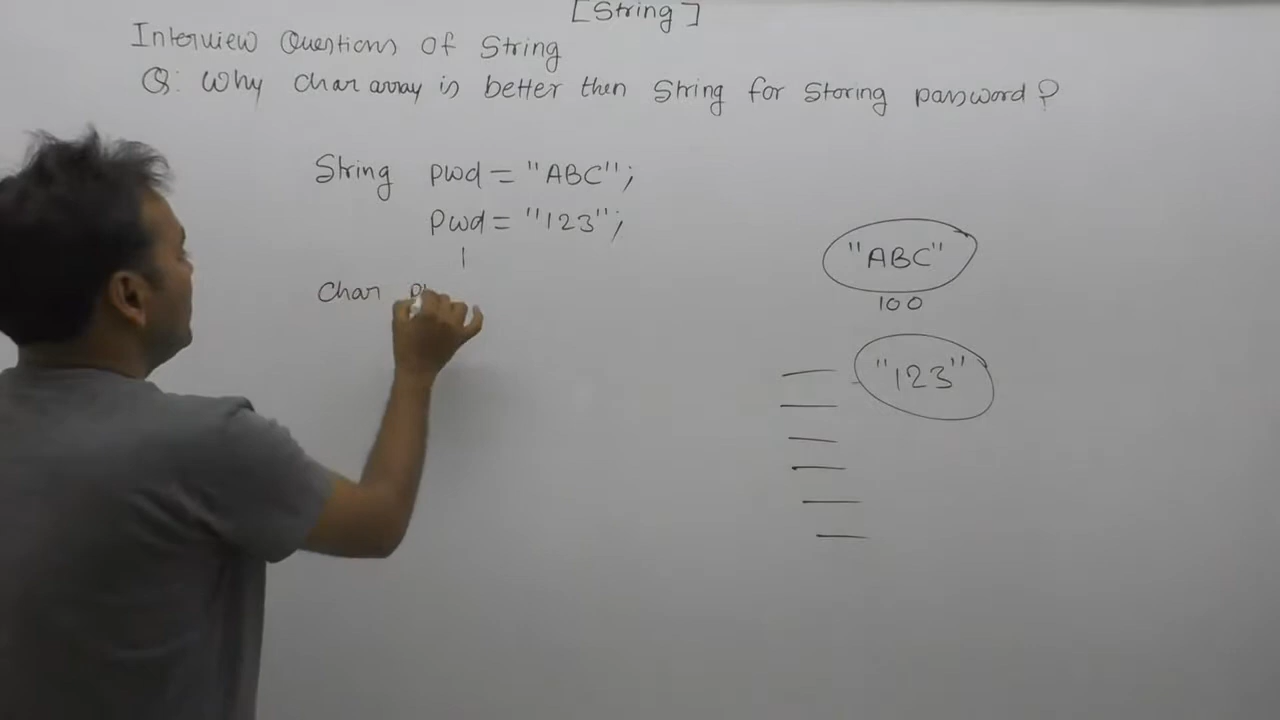 [String]
Interview Questions Of String
Q: Why Char array is better then String for Storing password?
String pwd = "ABC";
pwd = "123";
Char
"ABC"
100
"123"